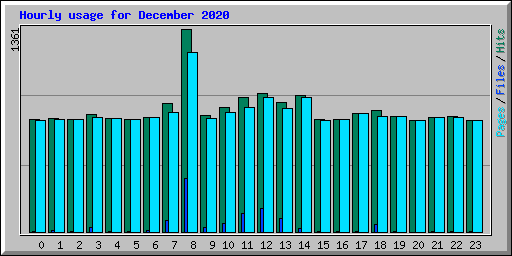 Hourly usage for December 2020
1361
Pages/Files/Hits
0 1 2 3 4 5 6 7 8 9 10 11 12 13 14 15 16 17 18 19 20 21 22 23